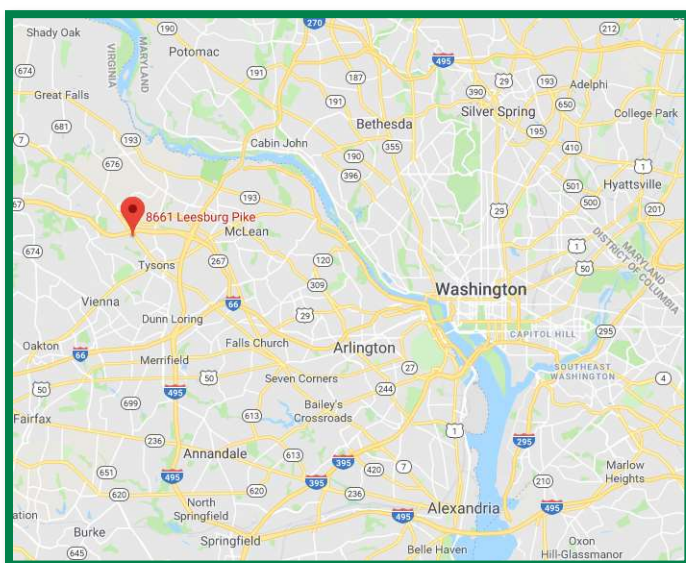 190
270
212
Shady Oak
MARYLAND
VIRGINIA
Potomac
495
674
191
187
29
193
Adelphi
Great Falls
191
390
650
Silver Spring
College Park
681
Bethesda
195
7
193
Cabin John
355
410
676
190
1
396
Hyattsville
193
501
500
67
29
201
8661 Leesburg Pike
McLean
1
MARYLAND
DISTRICT OF COLUMBIA
674
267
120
50
Tysons
309
Washington
Vienna
66
29
Dunn Loring
CAPITOL HILL
295
Oakton
66
Falls Church
Arlington
Merrifield
27
SOUTHEAST
WASHINGTON
50
50
Seven Corners
244
4
495
699
Bailey's
Crossroads
613
Fairfax
1
236
295
Annandale
613
395
7
Marlow
Heights
651
495
420
620
620
395
236
210
North
Springfield
Alexandria
495
495
ation
Burke
Springfield
Oxon
Hill-Glassmanor
645
Belle Haven